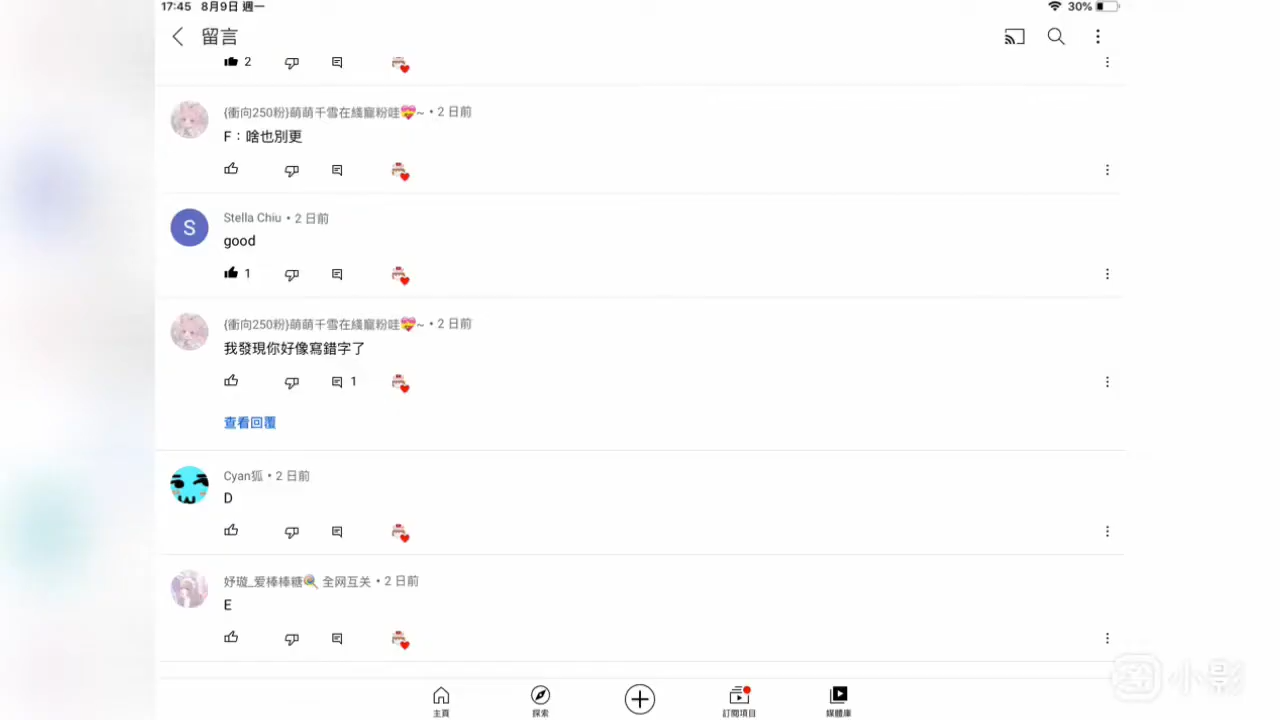 17:45 8月9日 週一
30%
留言
2
{衝向250粉}萌萌千雪在綫寵粉哇💝~ • 2 日前
F：啥也別更
S
Stella Chiu • 2 日前
good
1
{衝向250粉}萌萌千雪在綫寵粉哇💝~ • 2 日前
我發現你好像寫錯字了
1
查看回覆
Cyan狐 • 2 日前
D
妤璇_爱棒棒糖🍭 全网互关 • 2 日前
E
主頁 探索 訂閱項目 媒體庫
小影